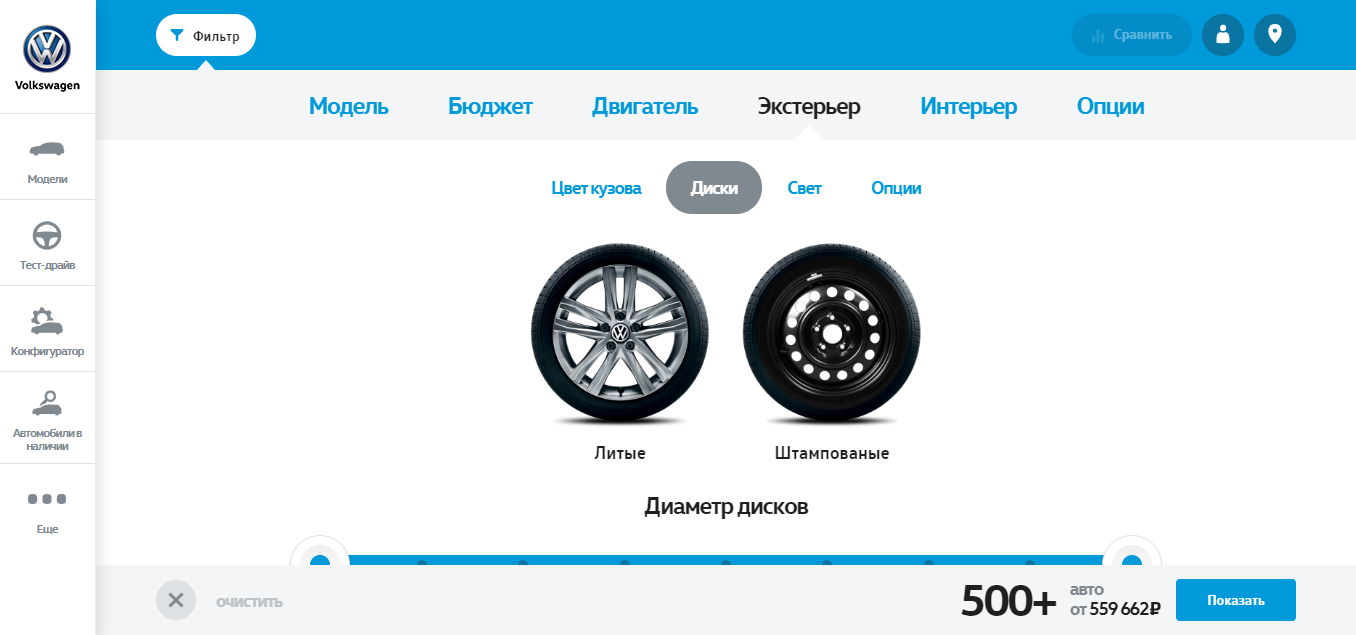 Volkswagen
Модели
Тест-драйв
Конфигуратор
Автомобили в
наличии
Еще
Фильтр
Сравнить
Модель Бюджет Двигатель Экстерьер Интерьер Опции
Цвет кузова Диски Свет Опции
Литые Штампованые
Диаметр дисков
очистить
500+
авто
от 559 662₽
Показать